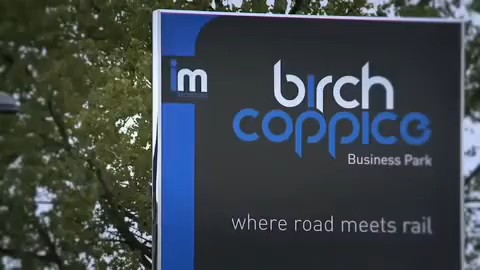 im
birch
coppice
Business Park
where road meets rail